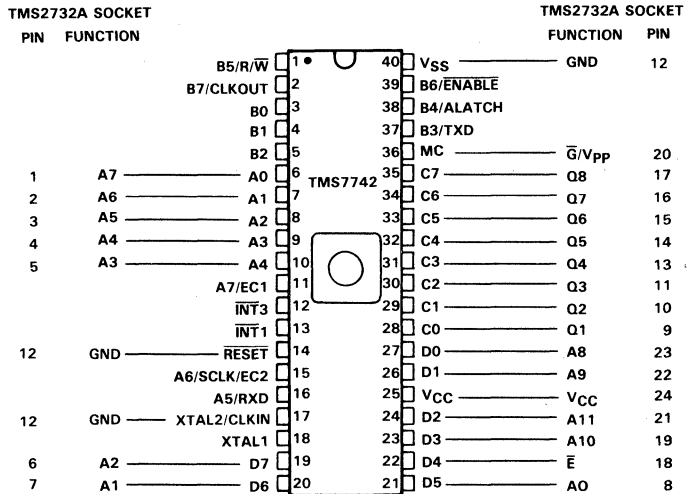 TMS2732A SOCKET TMS2732A SOCKET
PIN FUNCTION FUNCTION PIN
B5/R/W̅ 1 40 VSS GND 12
B7/CLKOUT 2 39 B6/E̅N̅A̅B̅L̅E̅
B0 3 38 B4/ALATCH
B1 4 37 B3/TXD
B2 5 36 MC G̅/VPP 20
1 A7 A0 6 35 C7 Q8 17
TMS7742
2 A6 A1 7 34 C6 Q7 16
3 A5 A2 8 33 C5 Q6 15
4 A4 A3 9 32 C4 Q5 14
5 A3 A4 10 31 C3 Q4 13
A7/EC1 11 30 C2 Q3 11
I̅N̅T̅3 12 29 C1 Q2 10
I̅N̅T̅1 13 28 C0 Q1 9
12 GND R̅E̅S̅E̅T̅ 14 27 D0 A8 23
A6/SCLK/EC2 15 26 D1 A9 22
A5/RXD 16 25 VCC VCC 24
12 GND XTAL2/CLKIN 17 24 D2 A11 21
XTAL1 18 23 D3 A10 19
6 A2 D7 19 22 D4 E̅ 18
7 A1 D6 20 21 D5 AO 8